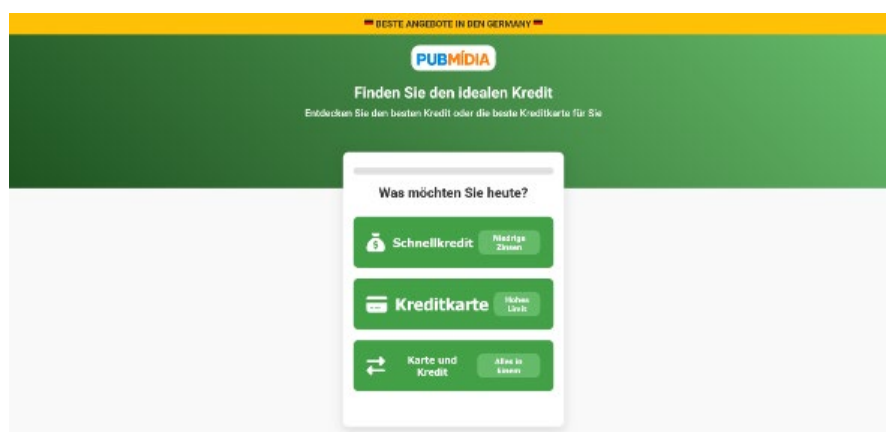 BESTE ANGEBOTE IN DEN GERMANY
PUBMÍDIA
Finden Sie den idealen Kredit
Entdecken Sie den besten Kredit oder die beste Kreditkarte für Sie
Was möchten Sie heute?
Schnellkredit
Niedrige
Zinsen
Kreditkarte
Hohes
Limit
Karte und
Kredit
Alles in
Einem